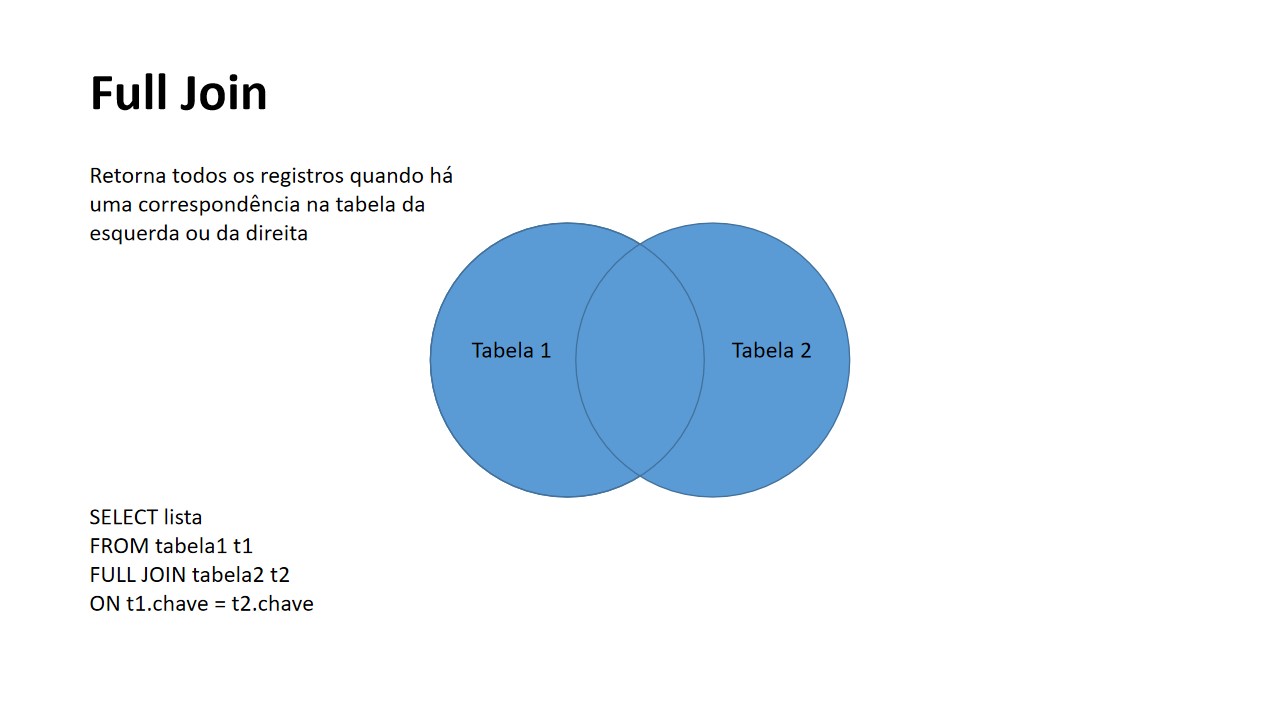 Full Join
Retorna todos os registros quando há
uma correspondência na tabela da
esquerda ou da direita
Tabela 1
Tabela 2
SELECT lista
FROM tabela1 t1
FULL JOIN tabela2 t2
ON t1.chave = t2.chave